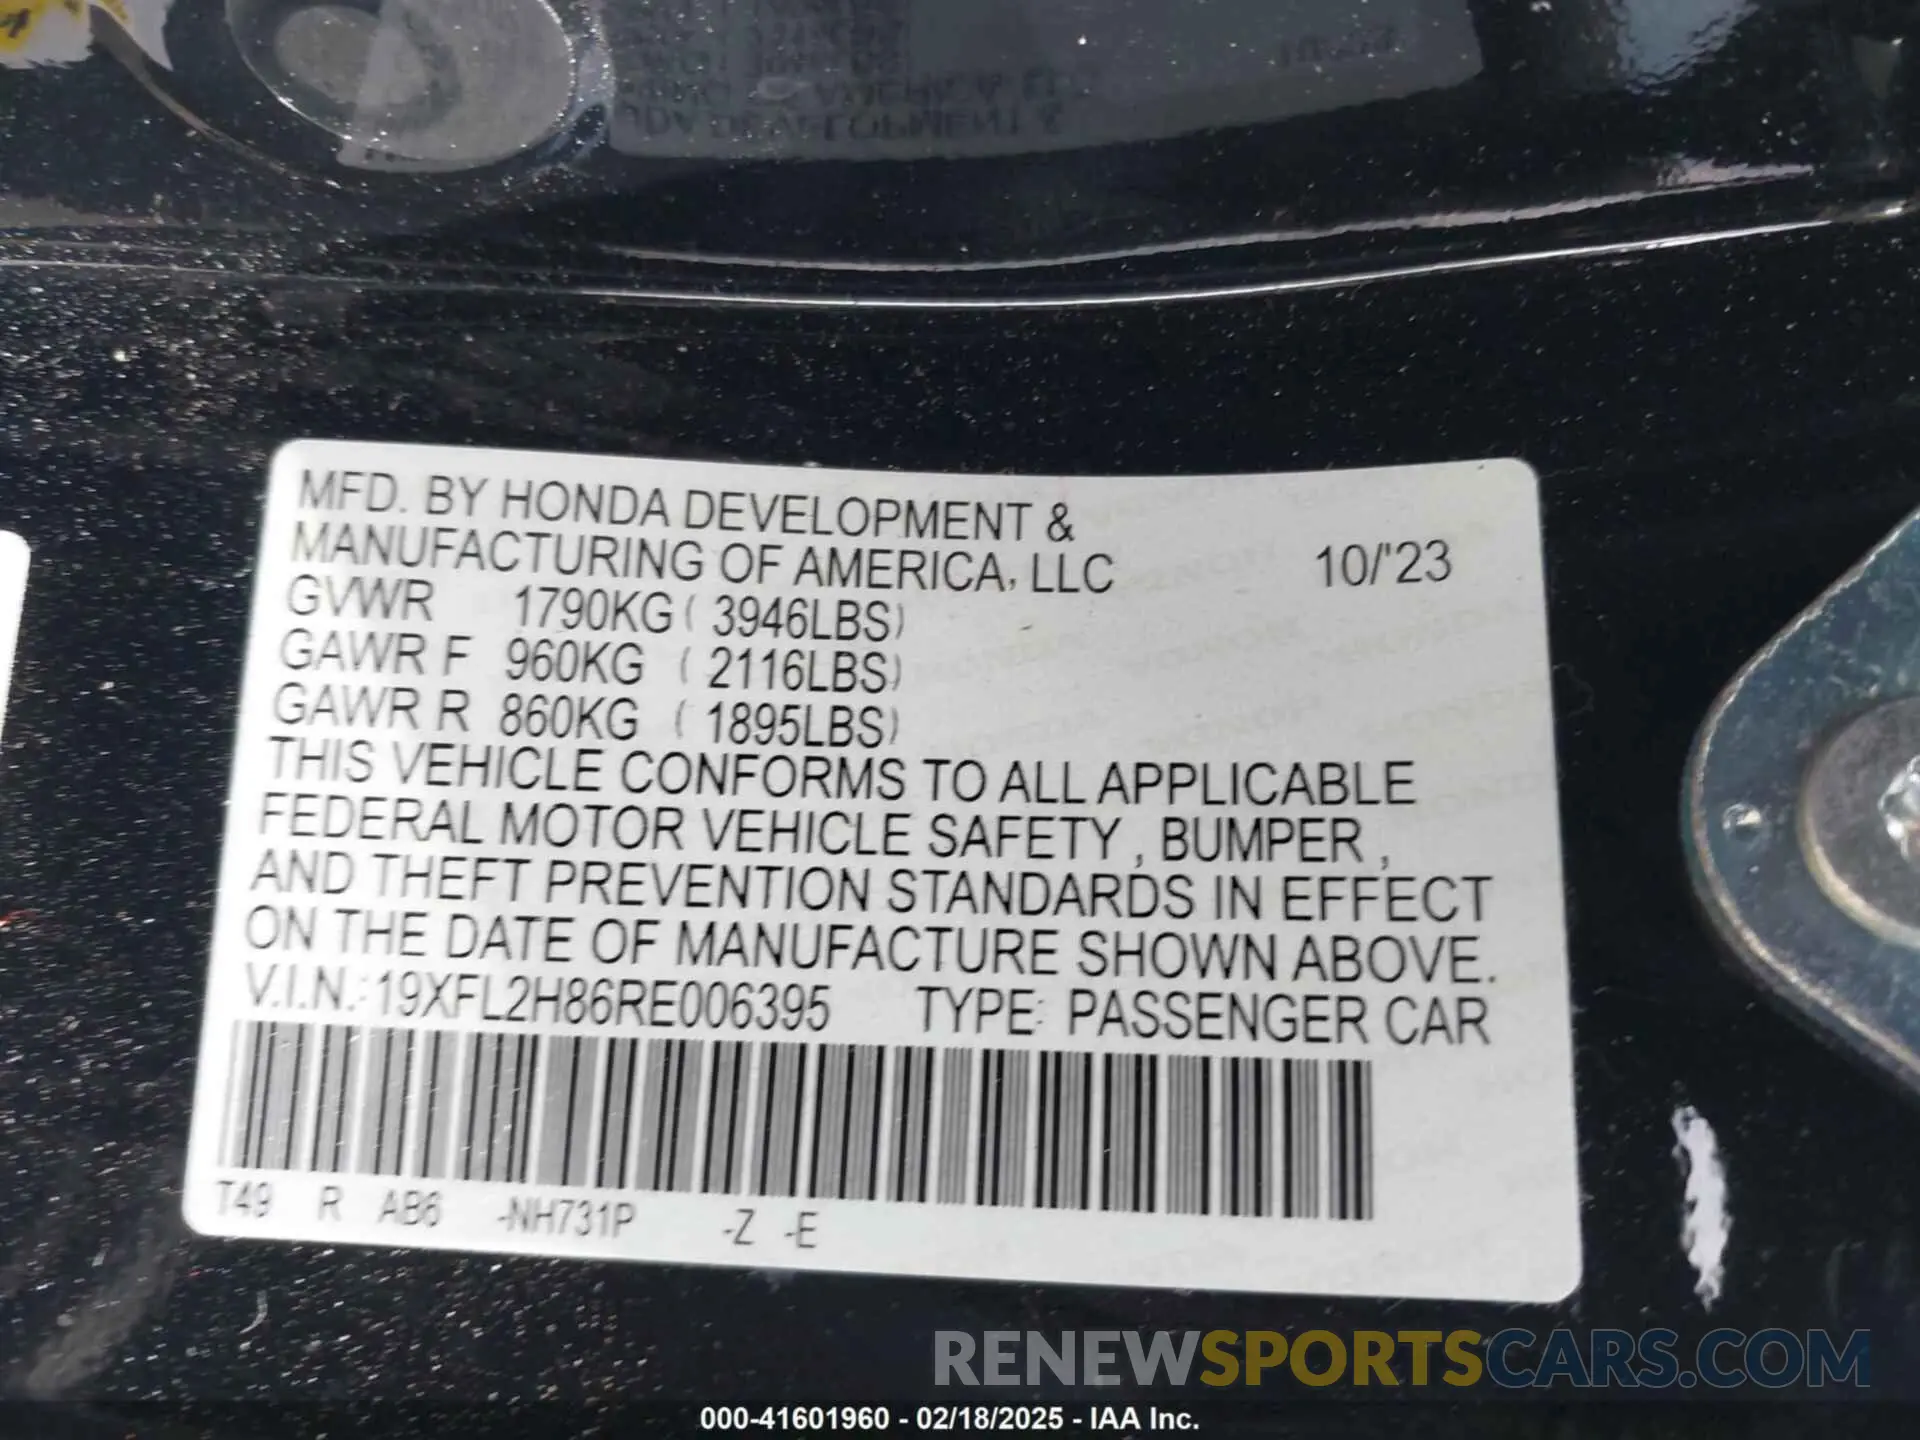 MFD. BY HONDA DEVELOPMENT &
MANUFACTURING OF AMERICA, LLC 10/'23
GVWR 1790KG ( 3946LBS)
GAWR F 960KG ( 2116LBS)
GAWR R 860KG ( 1895LBS)
THIS VEHICLE CONFORMS TO ALL APPLICABLE
FEDERAL MOTOR VEHICLE SAFETY , BUMPER ,
AND THEFT PREVENTION STANDARDS IN EFFECT
ON THE DATE OF MANUFACTURE SHOWN ABOVE.
V.I.N.: 19XFL2H86RE006395 TYPE: PASSENGER CAR
T49 R AB6 -NH731P -Z -E
RENEWSPORTSCARS.COM
000-41601960 - 02/18/2025 - IAA Inc.